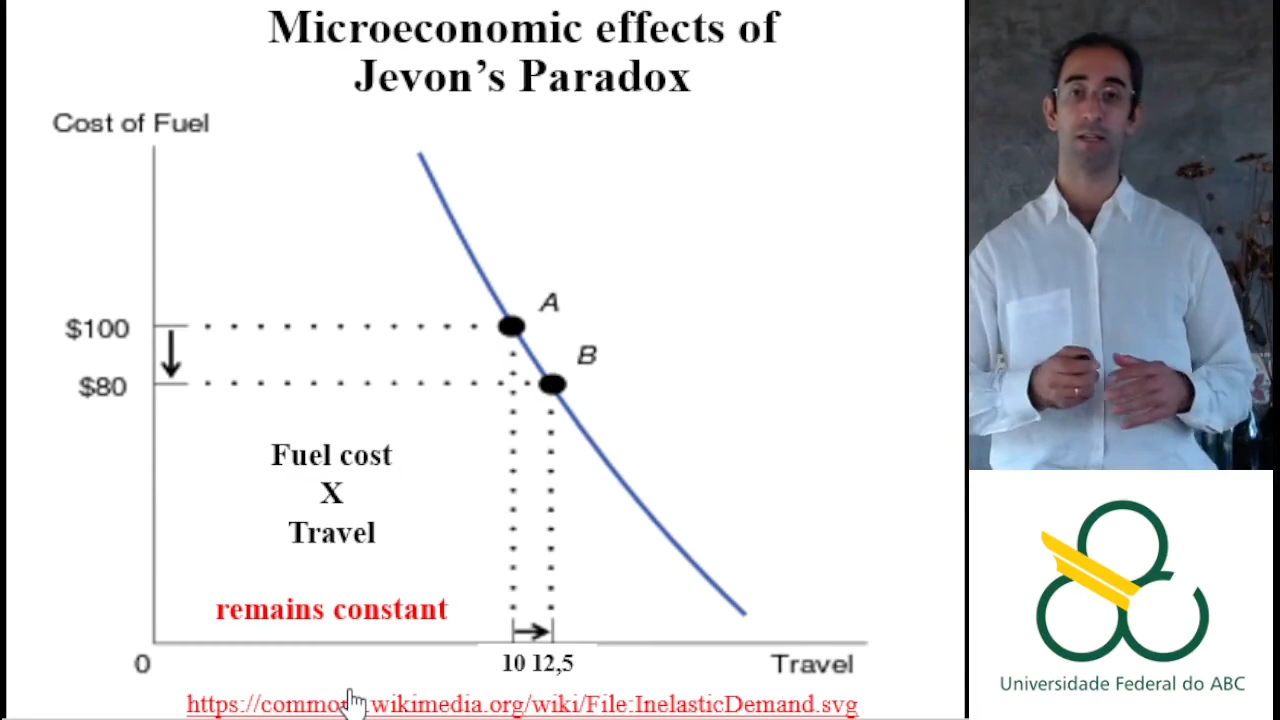 Microeconomic effects of
Jevon's Paradox
Cost of Fuel
A
$100
B
$80
Fuel cost
X
Travel
remains constant
0
10 12,5
Travel
https://commo wikimedia.org/wiki/File:InelasticDemand.svg
Universidade Federal do ABC